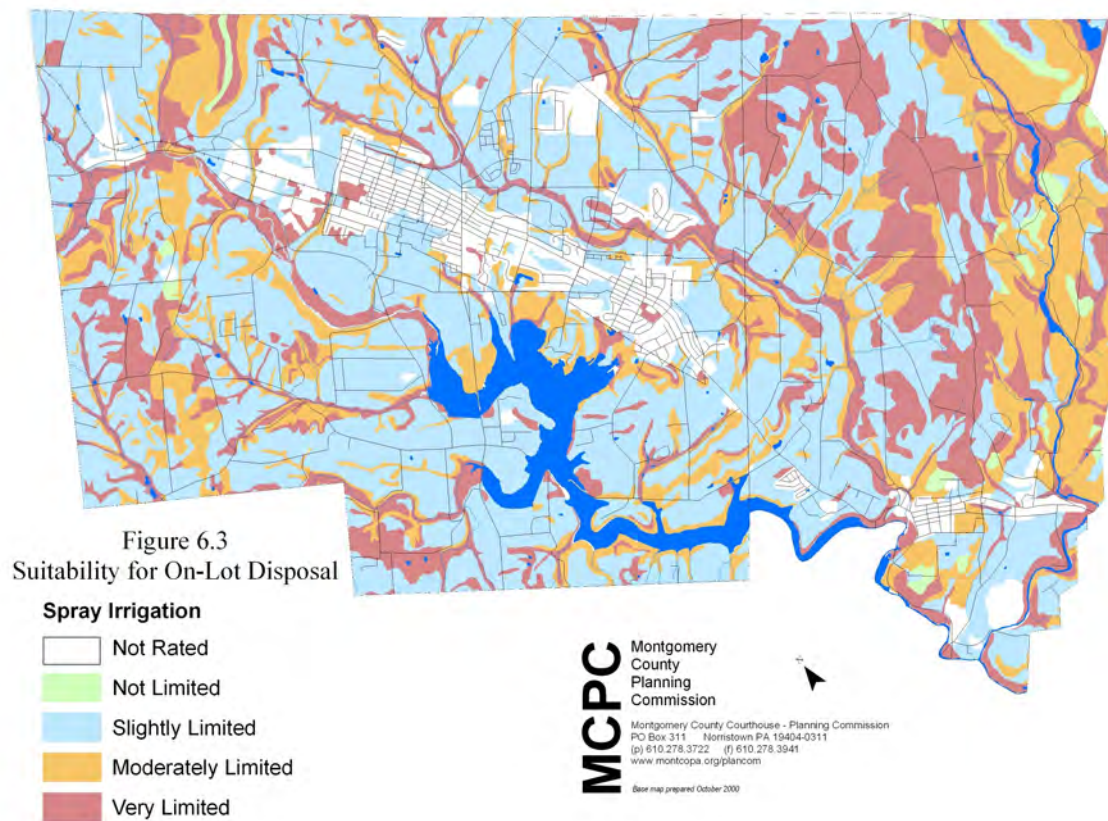 Figure 6.3
Suitability for On-Lot Disposal
Spray Irrigation
Not Rated
Not Limited
Slightly Limited
Moderately Limited
Very Limited
MCPC
Montgomery
County
Planning
Commission
Montgomery County Courthouse - Planning Commission
PO Box 311 Norristown PA 19404-0311
(p) 610.278.3722 (f) 610.278.3941
www.montcopa.org/plancom
Base map prepared October 2000